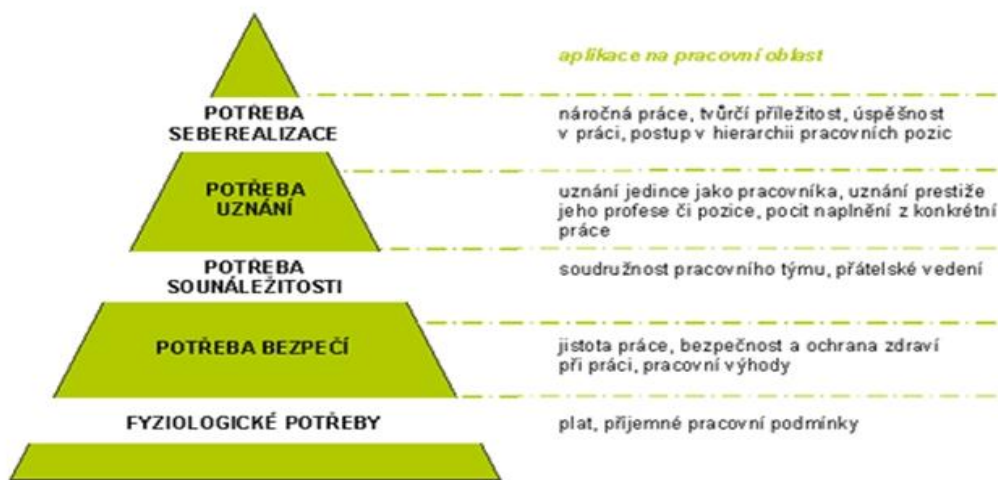 aplikace na pracovní oblast
POTŘEBA
SEBEREALIZACE
náročná práce, tvůrčí příležitost, úspěšnost
v práci, postup v hierarchii pracovních pozic
POTŘEBA
UZNÁNÍ
uznání jedince jako pracovníka, uznání prestiže
jeho profese či pozice, pocit naplnění z konkrétní
práce
POTŘEBA
SOUNÁLEŽITOSTI
soudružnost pracovního týmu, přátelské vedení
POTŘEBA BEZPEČÍ
jistota práce, bezpečnost a ochrana zdraví
při práci, pracovní výhody
FYZIOLOGICKÉ POTŘEBY
plat, příjemné pracovní podmínky